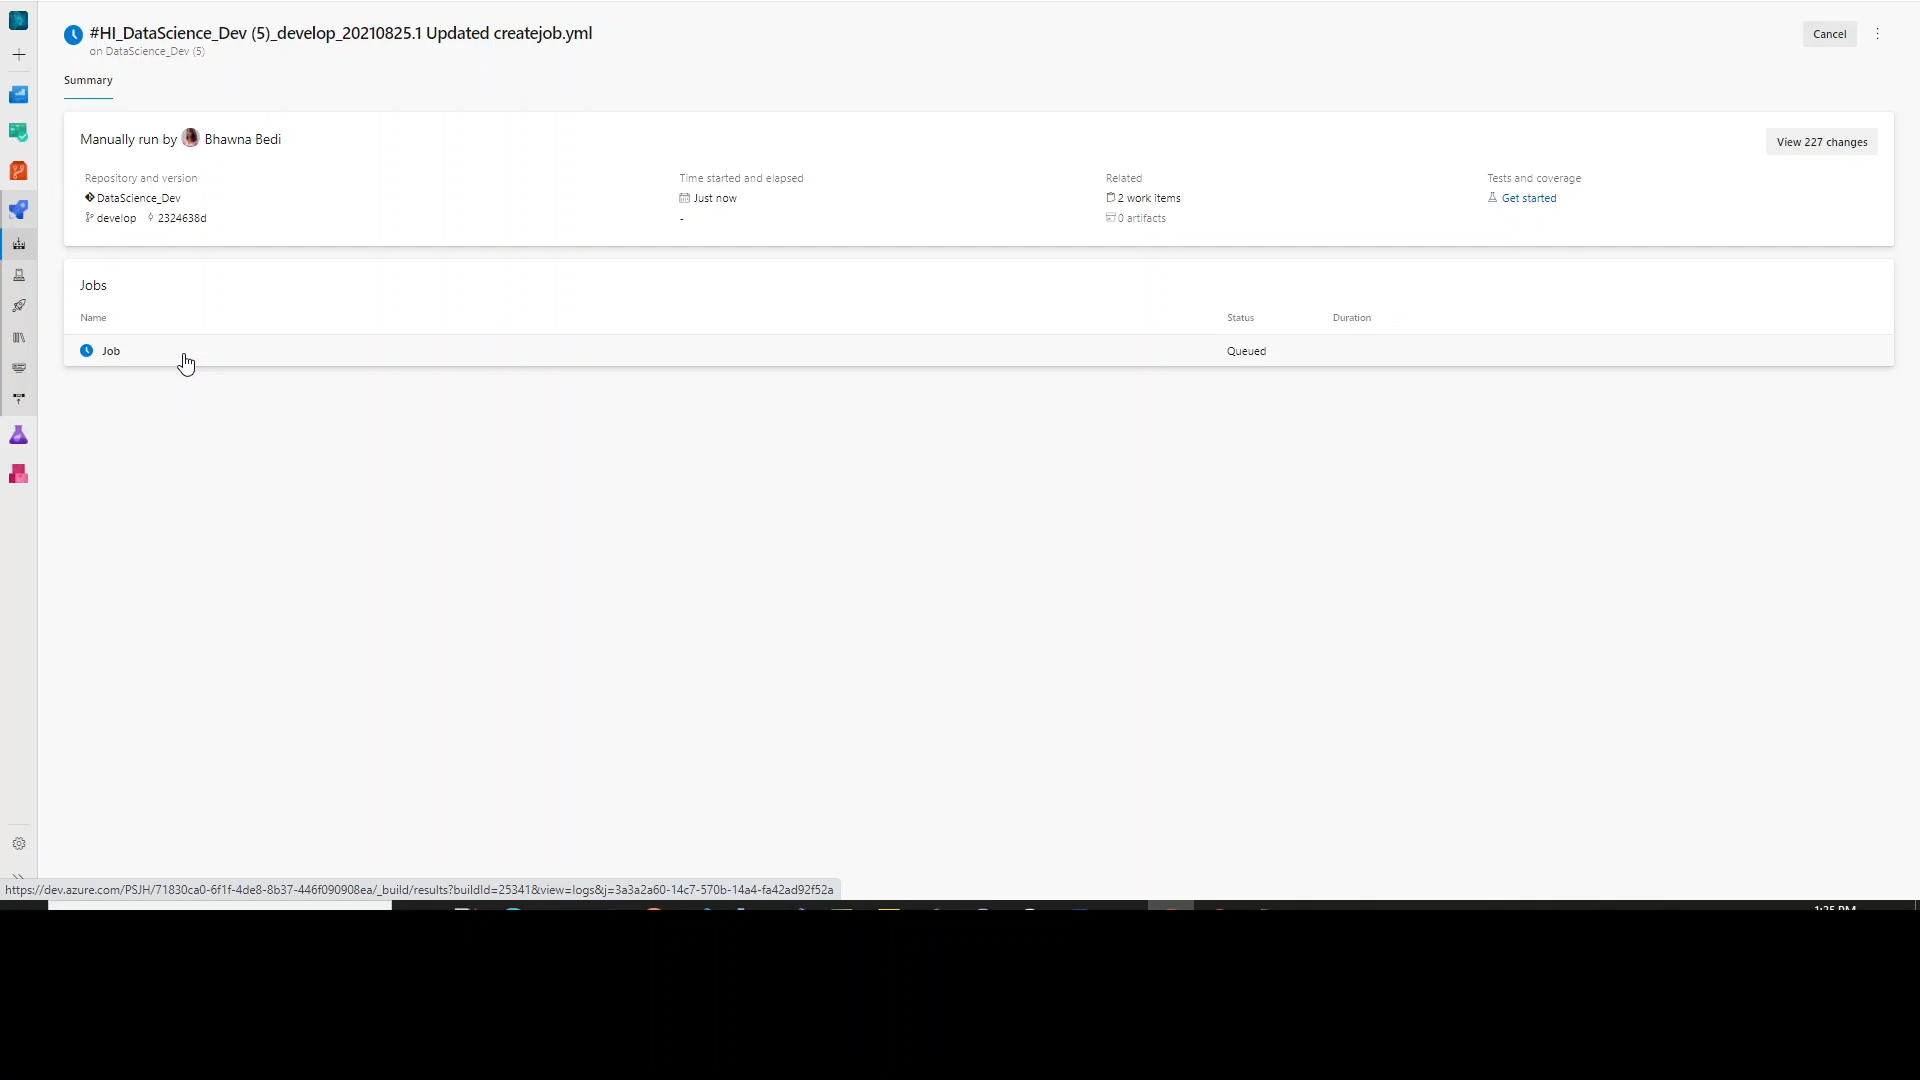 #HI_DataScience_Dev (5)_develop_20210825.1 Updated createjob.yml
on DataScience_Dev (5)
Cancel
Summary
Manually run by Bhawna Bedi
View 227 changes
Repository and version
Time started and elapsed
Related
Tests and coverage
DataScience_Dev
Just now
2 work items
Get started
develop 2324638d
-
0 artifacts
Jobs
Name
Status
Duration
Job
Queued
https://dev.azure.com/PSJH/71830ca0-6f1f-4de8-8b37-446f090908ea/_build/results?buildId=25341&view=logs&j=3a3a2a60-14c7-570b-14a4-fa42ad92f52a